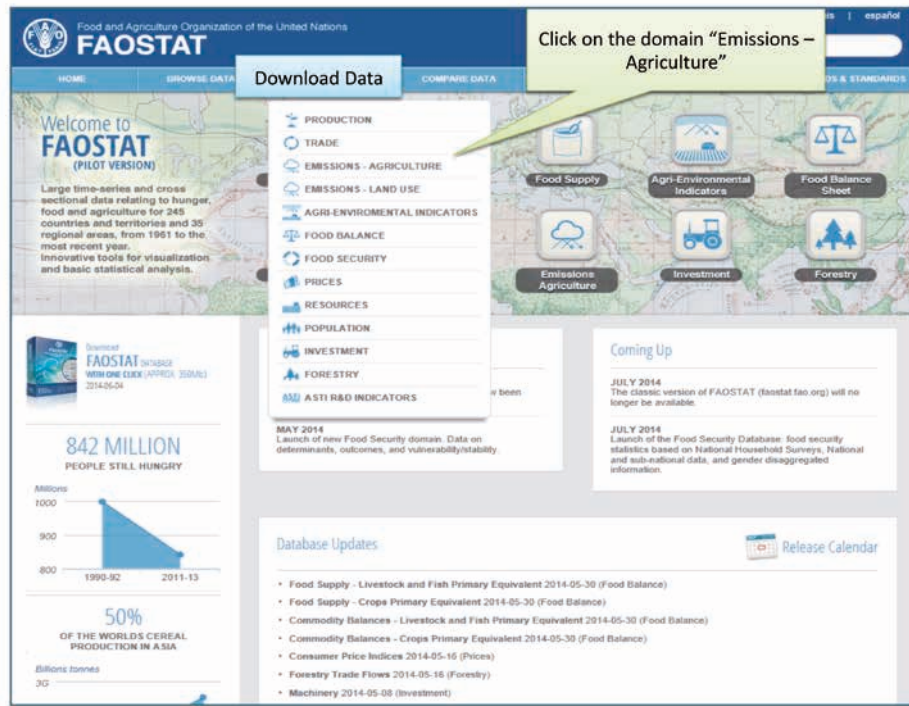 Food and Agriculture Organization of the United Nations
FAOSTAT
español
Click on the domain “Emissions –
Agriculture”
HOME
BROWSE DATA
Download Data
COMPARE DATA
& STANDARDS
Welcome to
FAOSTAT
(PILOT VERSION)
Large time-series and cross
sectional data relating to hunger,
food and agriculture for 245
countries and territories and 35
regional areas, from 1961 to the
most recent year.
Innovative tools for visualization
and basic statistical analysis.
PRODUCTION
TRADE
EMISSIONS - AGRICULTURE
EMISSIONS - LAND USE
AGRI-ENVIROMENTAL INDICATORS
FOOD BALANCE
FOOD SECURITY
PRICES
RESOURCES
POPULATION
INVESTMENT
FORESTRY
ASTI R&D INDICATORS
Food Supply
Agri-Environmental
Indicators
Food Balance
Sheet
Emissions
Agriculture
Investment
Forestry
Download
FAOSTAT DATABASE
WITH ONE CLICK (APPROX. 350Mb)
2014-06-04
842 MILLION
PEOPLE STILL HUNGRY
Millions
1000
900
800
1990-92 2011-13
50%
OF THE WORLDS CEREAL
PRODUCTION IN ASIA
Billions tonnes
3G
been
MAY 2014
Launch of new Food Security domain. Data on
determinants, outcomes, and vulnerability/stability.
Coming Up
JULY 2014
The classic version of FAOSTAT (faostat.fao.org) will no
longer be available.
JULY 2014
Launch of the Food Security Database: food security
statistics based on National Household Surveys, National
and sub-national data, and gender disaggregated
information.
Database Updates
Release Calendar
• Food Supply - Livestock and Fish Primary Equivalent 2014-05-30 (Food Balance)
• Food Supply - Crops Primary Equivalent 2014-05-30 (Food Balance)
• Commodity Balances - Livestock and Fish Primary Equivalent 2014-05-30 (Food Balance)
• Commodity Balances - Crops Primary Equivalent 2014-05-30 (Food Balance)
• Consumer Price Indices 2014-05-16 (Prices)
• Forestry Trade Flows 2014-05-16 (Forestry)
• Machinery 2014-05-08 (Investment)